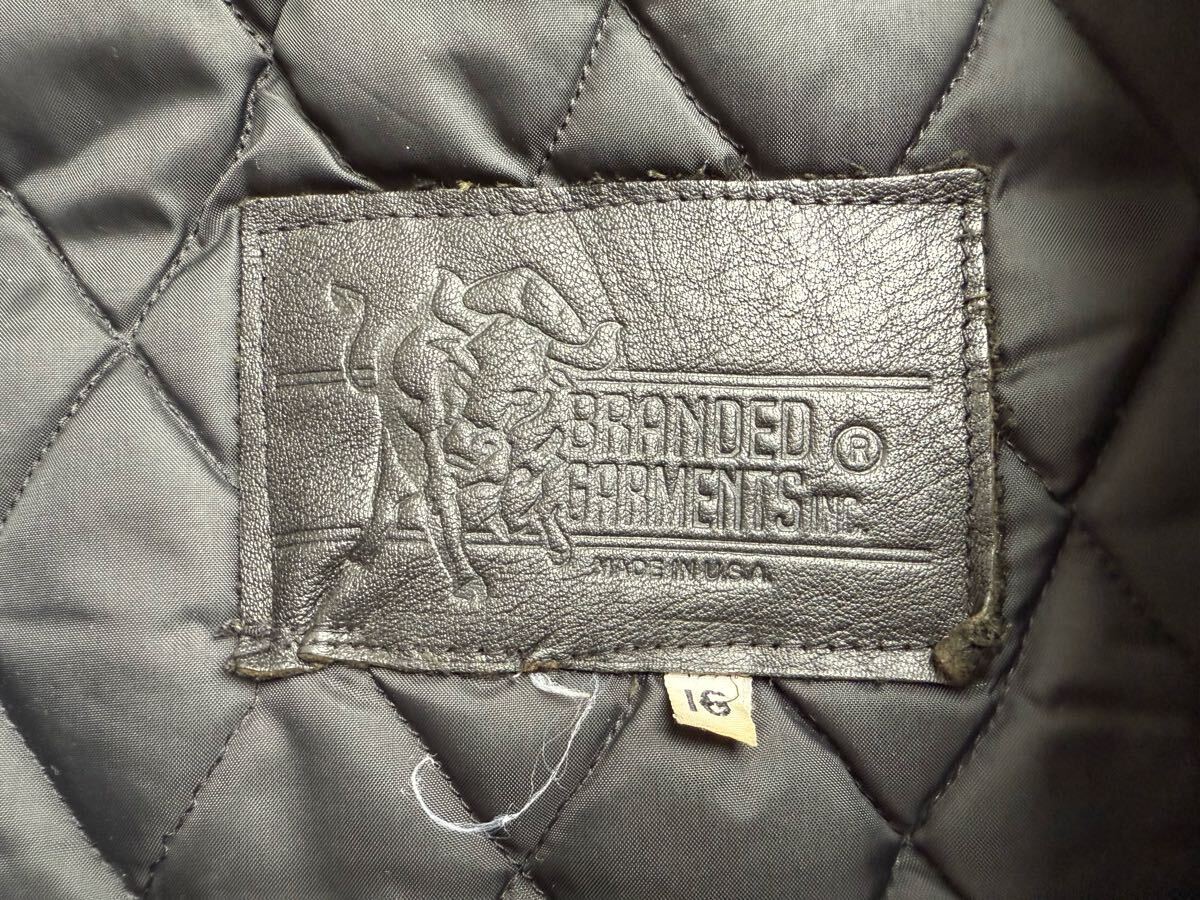 BRANDED ®
GARMENTS INC.
MADE IN U.S.A.
16